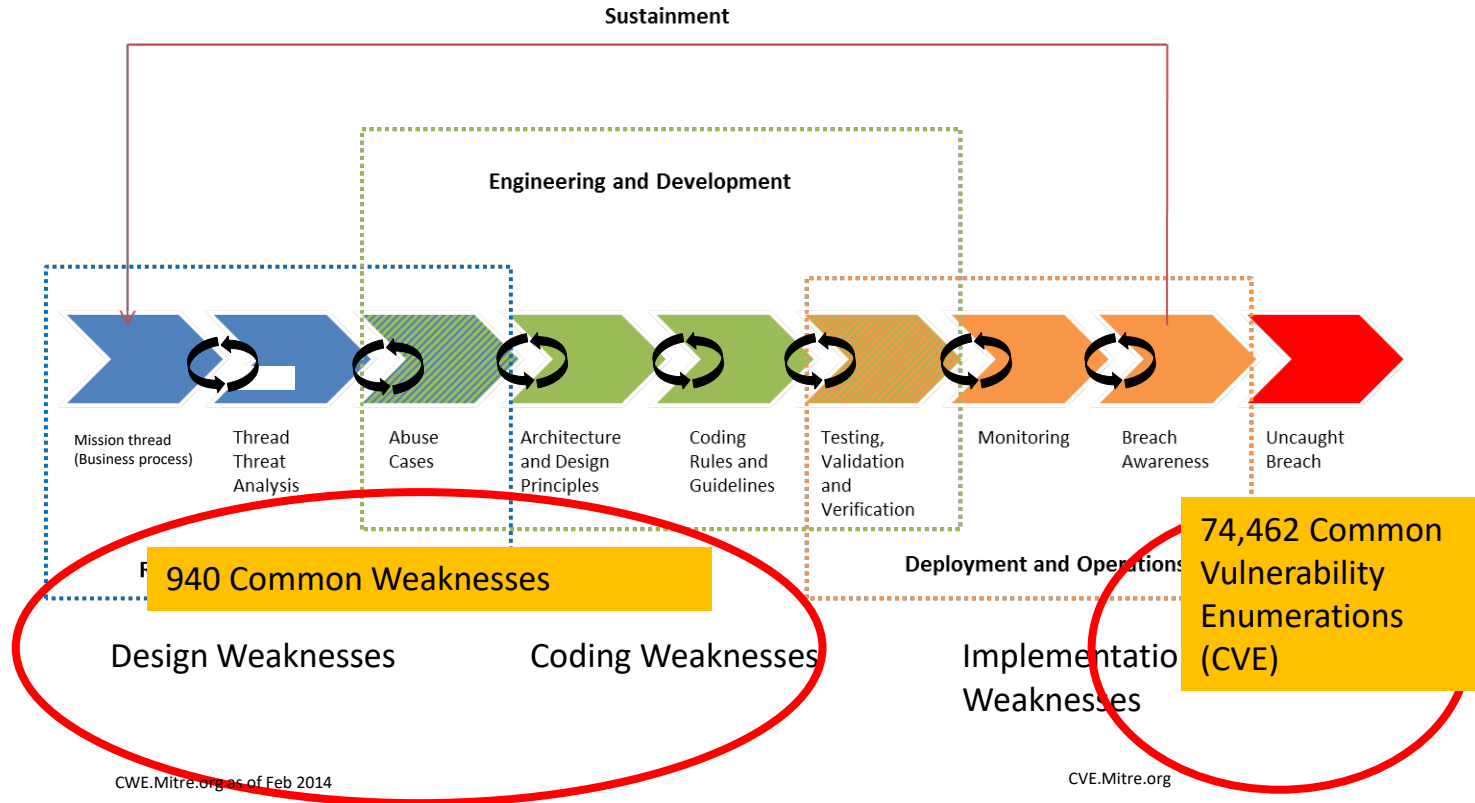 Sustainment
Engineering and Development
Mission thread
(Business process)
Thread
Threat
Analysis
Abuse
Cases
Architecture
and Design
Principles
Coding
Rules and
Guidelines
Testing,
Validation
and
Verification
Monitoring
Breach
Awareness
Uncaught
Breach
940 Common Weaknesses
Deployment and Operations
74,462 Common
Vulnerability
Enumerations
(CVE)
Design Weaknesses
Coding Weaknesses
Implementatio
Weaknesses
CWE.Mitre.org as of Feb 2014
CVE.Mitre.org